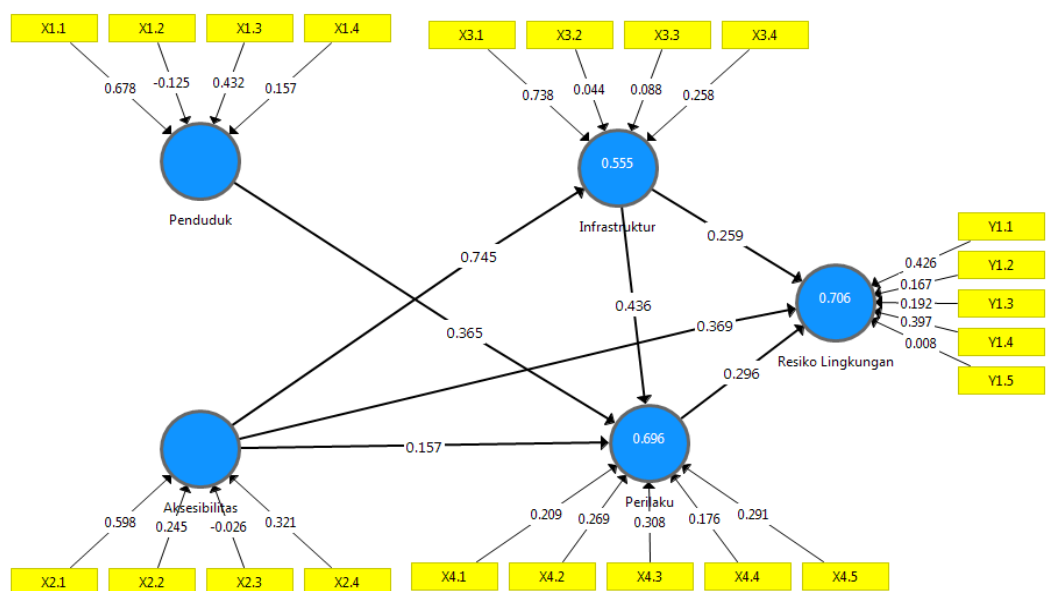 X1.1 X1.2 X1.3 X1.4
X3.1 X3.2 X3.3 X3.4
0.678 -0.125 0.432 0.157
0.738 0.044 0.088 0.258
0.555
Penduduk
Infrastruktur
0.745
0.259
0.436
0.365
0.369
Y1.1
0.426
Y1.2
0.167
0.706
0.192
Y1.3
0.397
Y1.4
0.008
Resiko Lingkungan
Y1.5
0.296
0.157
0.696
Aksesibilitas
Perilaku
0.598 0.245 -0.026 0.321
0.209 0.269 0.308 0.176 0.291
X2.1 X2.2 X2.3 X2.4
X4.1 X4.2 X4.3 X4.4 X4.5